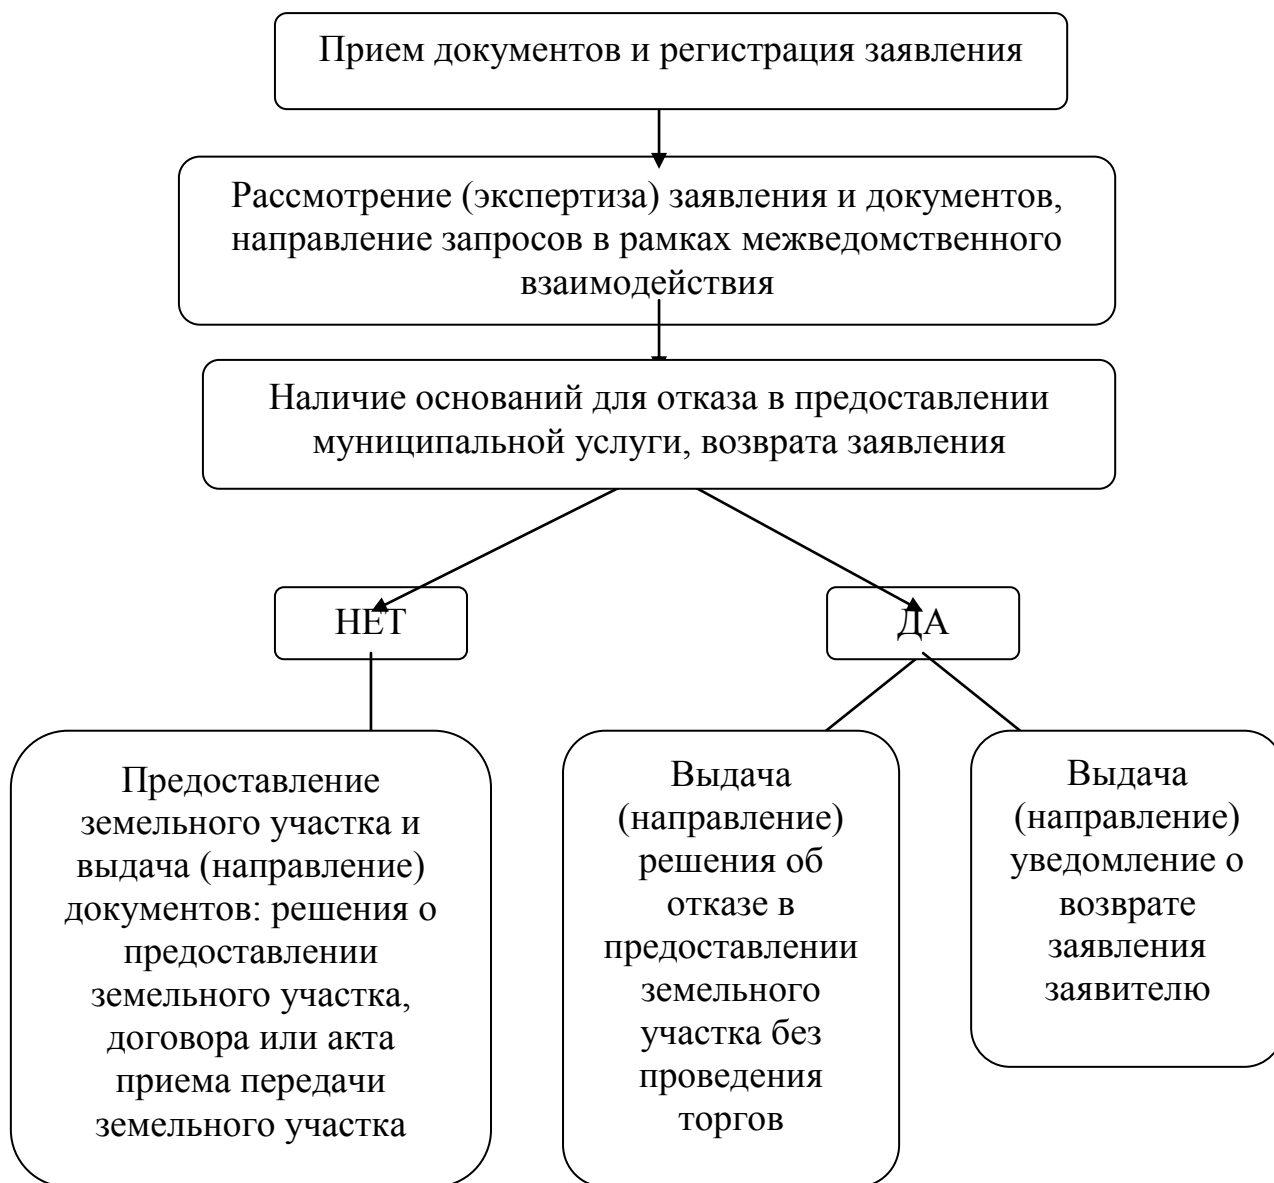 Прием документов и регистрация заявления
Рассмотрение (экспертиза) заявления и документов,
направление запросов в рамках межведомственного
взаимодействия
Наличие оснований для отказа в предоставлении
муниципальной услуги, возврата заявления
НЕТ
ДА
Предоставление
земельного участка и
выдача (направление)
документов: решения о
предоставлении
земельного участка,
договора или акта
приема передачи
земельного участка
Выдача
(направление)
решения об
отказе в
предоставлении
земельного
участка без
проведения
торгов
Выдача
(направление)
уведомление о
возврате
заявления
заявителю